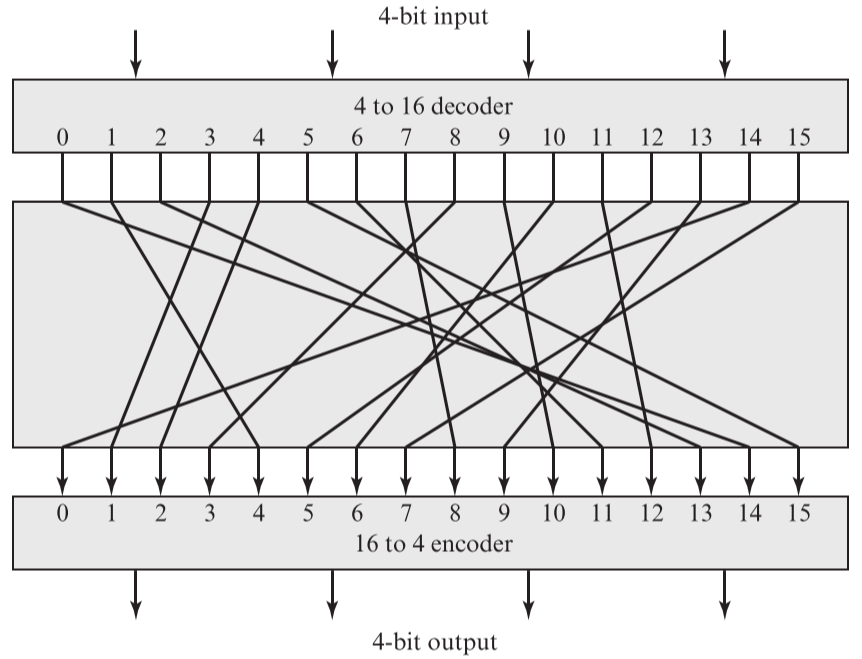 4-bit input
4 to 16 decoder
0 1 2 3 4 5 6 7 8 9 10 11 12 13 14 15
0 1 2 3 4 5 6 7 8 9 10 11 12 13 14 15
16 to 4 encoder
4-bit output